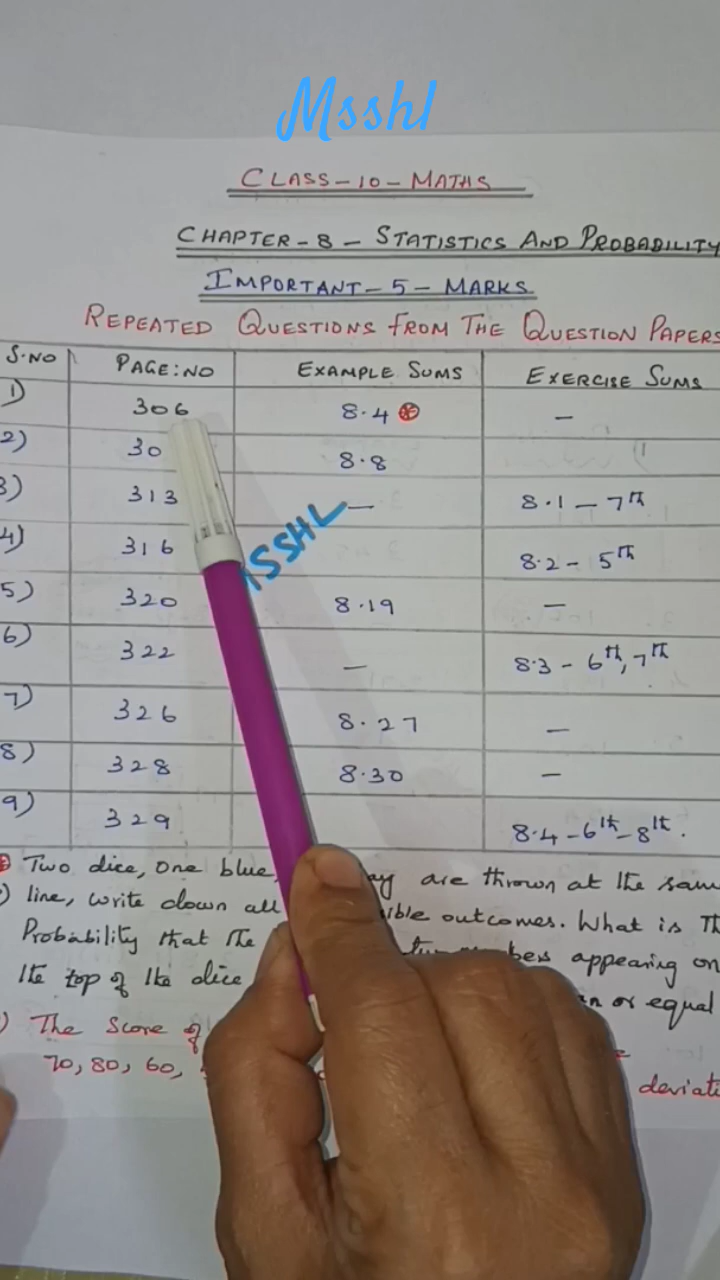 Msshl
CLASS-10-MATHS
CHAPTER-8-STATISTICS AND PROBABILITY
IMPORTANT-5-MARKS
REPEATED QUESTIONS FROM THE QUESTION PAPERS
S.NO PAGE:NO EXAMPLE SUMS EXERCISE SUMS
1) 306 8.4 —
2) 30 8.8
3) 313 — 8.1 - 7th
4) 316 8.2 - 5th
SSHL
5) 320 8.19 —
6) 322 — 8.3 - 6th, 7th
7) 326 8.27 —
8) 328 8.30 —
9) 329 8.4 - 6th - 8th.
Two dice, one blue, are thrown at the
line, write down all outcomes. What is
Probability that the appearing on
the top of the dice or equal
The score of
70, 80, 60,